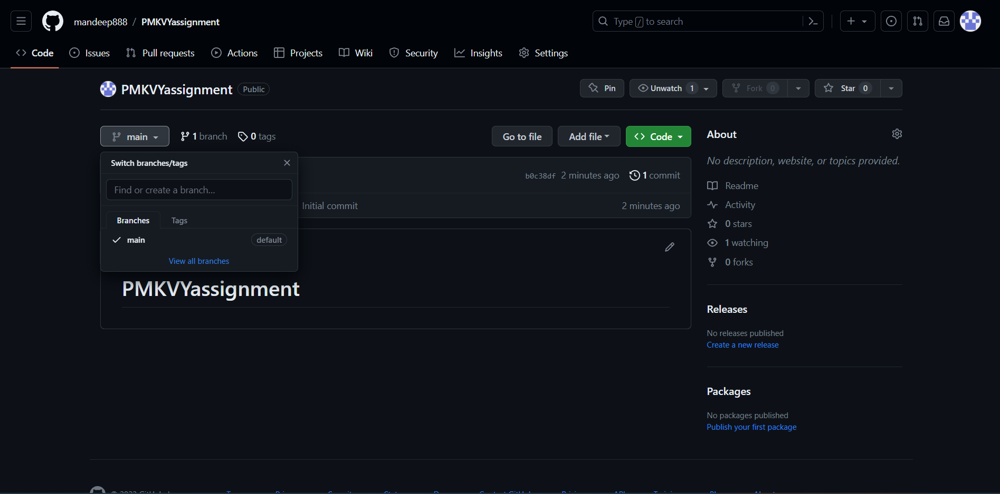 mandeep888 / PMKVYassignment
Type / to search
Code Issues Pull requests Actions Projects Wiki Security Insights Settings
PMKVYassignment Public
Pin Unwatch 1 Fork 0 Star 0
main 1 branch 0 tags Go to file Add file Code
Switch branches/tags
Find or create a branch...
Branches Tags
main default
View all branches
b0c38df 2 minutes ago 1 commit
Initial commit 2 minutes ago
PMKVYassignment
About
No description, website, or topics provided.
Readme
Activity
0 stars
1 watching
0 forks
Releases
No releases published
Create a new release
Packages
No packages published
Publish your first package